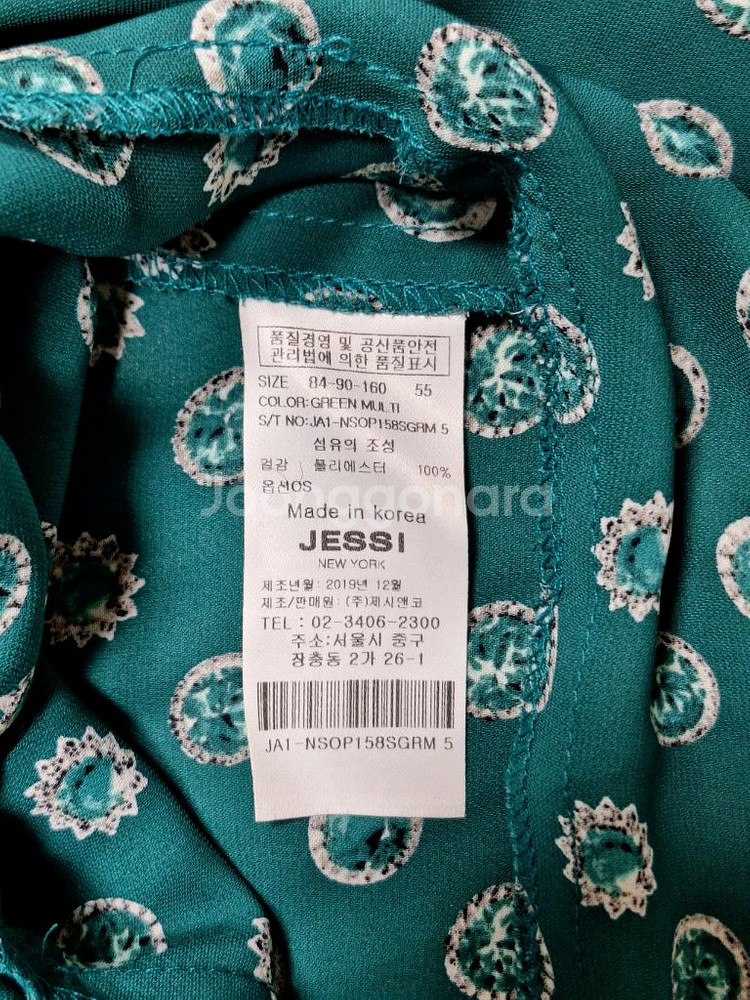 품질경영 및 공산품안전
관리법에 의한 품질표시
SIZE 84-90-160 55
COLOR:GREEN MULTI
S/T NO:JA1-NSOP158SGRM 5
섬유의 조성
겉감 폴리에스터 100%
옵션OS
Joonggonara
Made in korea
JESSI
NEW YORK
제조년월: 2019년 12월
제조/판매원: (주)제시앤코
TEL : 02-3406-2300
주소:서울시 중구
장충동 2가 26-1
JA1-NSOP158SGRM 5